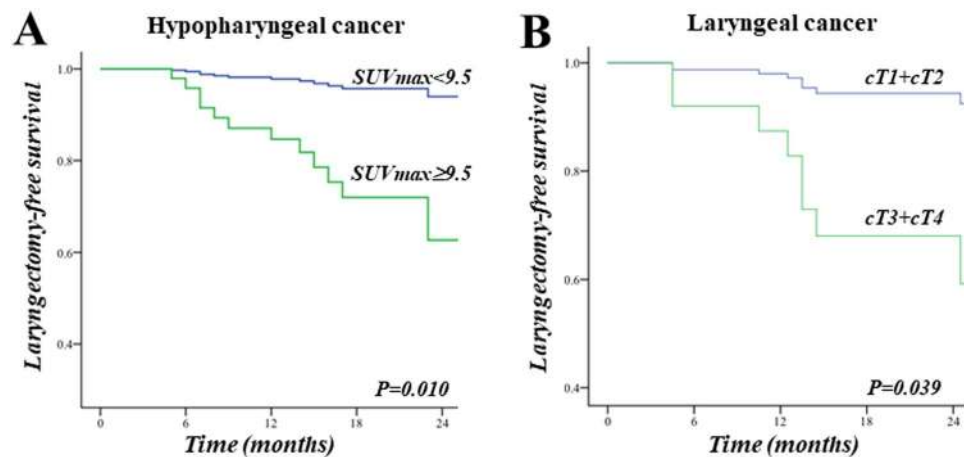 A
Hypopharyngeal cancer
Laryngectomy-free survival
1.0
0.8
0.6
0.4
SUVmax<9.5
SUVmax≥9.5
P=0.010
0 6 12 18 24
Time (months)
B
Laryngeal cancer
Laryngectomy-free survival
1.0
0.8
0.6
0.4
cT1+cT2
cT3+cT4
P=0.039
0 6 12 18 24
Time (months)